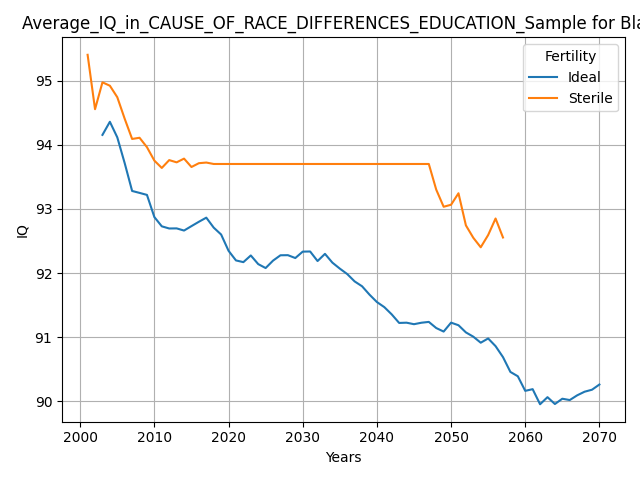 Average_IQ_in_CAUSE_OF_RACE_DIFFERENCES_EDUCATION_Sample for Bla
Fertility
Ideal
Sterile
95
94
93
92
91
90
IQ
2000 2010 2020 2030 2040 2050 2060 2070
Years